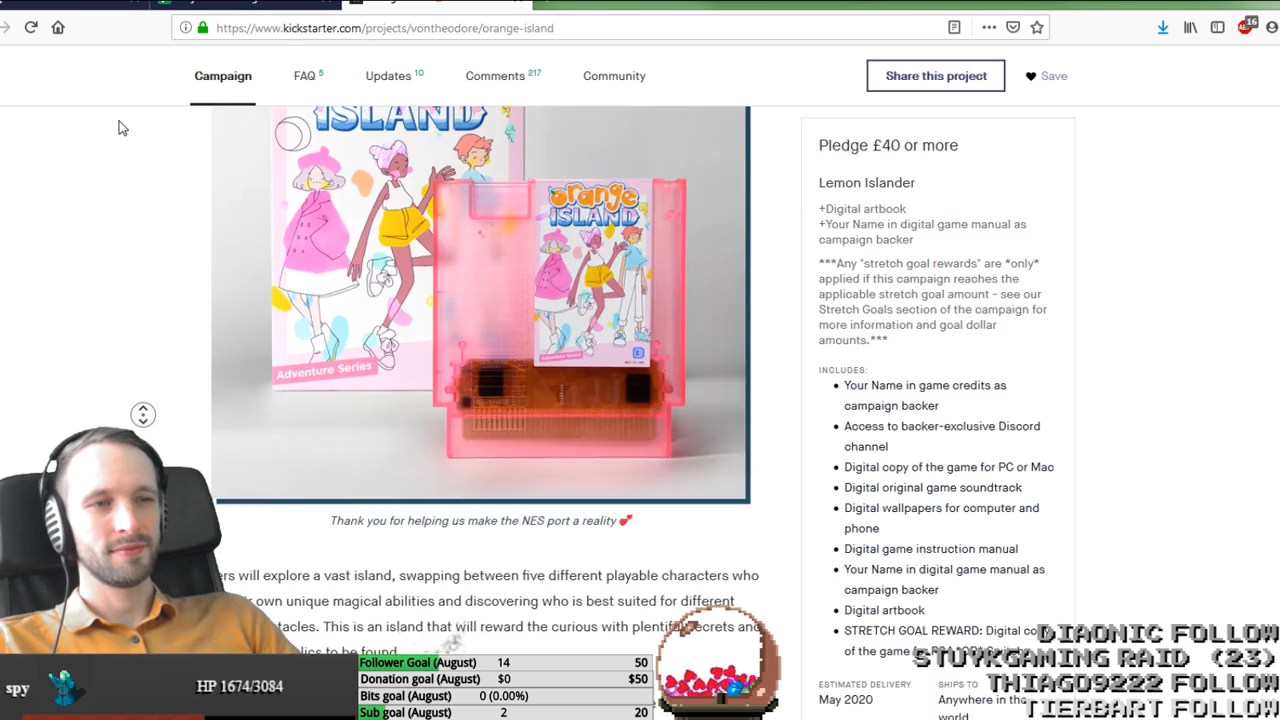 https://www.kickstarter.com/projects/vontheodore/orange-island
16
Campaign
FAQ 5
Updates 10
Comments 217
Community
Share this project
Save
ISLAND
orange
ISLAND
Adventure Series
Adventure Series
Thank you for helping us make the NES port a reality
ers will explore a vast island, swapping between five different playable characters who
own unique magical abilities and discovering who is best suited for different
tacles. This is an island that will reward the curious with plentiful secrets and
to be found.
Pledge £40 or more
Lemon Islander
+Digital artbook
+Your Name in digital game manual as
campaign backer
***Any "stretch goal rewards" are *only*
applied if this campaign reaches the
applicable stretch goal amount - see our
Stretch Goals section of the campaign for
more information and goal dollar
amounts.***
INCLUDES:
Your Name in game credits as
campaign backer
Access to backer-exclusive Discord
channel
Digital copy of the game for PC or Mac
Digital original game soundtrack
Digital wallpapers for computer and
phone
Digital game instruction manual
Your Name in digital game manual as
campaign backer
Digital artbook
STRETCH GOAL REWARD: Digital copy
of the game
ESTIMATED DELIVERY
May 2020
SHIPS TO
Anywhere in the
world
DIAONIC FOLLOW
STUYKGAMING RAID (23)
THIAGO9222 FOLLOW
TIERBART FOLLOW
spy
HP 1674/3084
Follower Goal (August) 14 50
Donation goal (August) $0 $50
Bits goal (August) 0 (0.00%)
Sub goal (August) 2 20